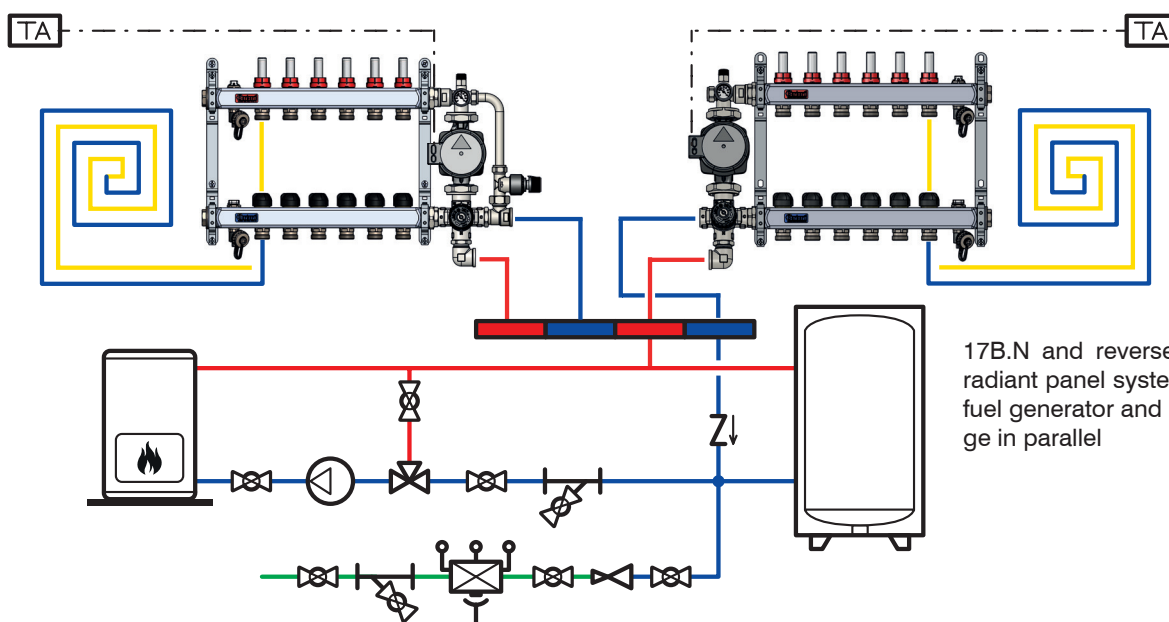 TA
TA
17B.N and reverse
radiant panel syste
fuel generator and
ge in parallel